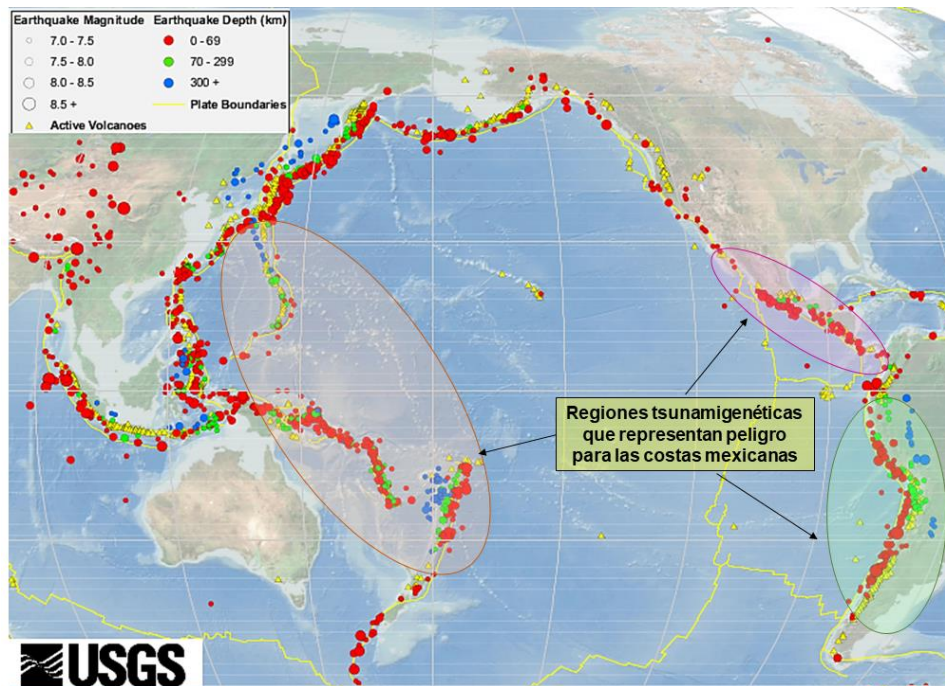 Earthquake Magnitude
7.0 - 7.5
7.5 - 8.0
8.0 - 8.5
8.5 +
Active Volcanoes
Earthquake Depth (km)
0 - 69
70 - 299
300 +
Plate Boundaries
Regiones tsunamigenéticas
que representan peligro
para las costas mexicanas
USGS